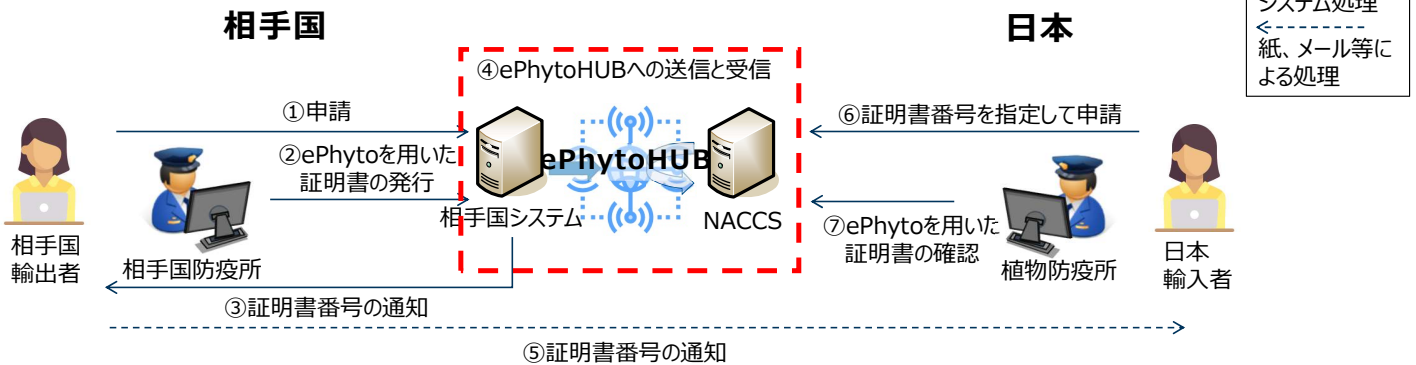 相手国
日本
システム処理
紙、メール等に
よる処理
④ePhytoHUBへの送信と受信
①申請
⑥証明書番号を指定して申請
②ePhytoを用いた
証明書の発行
ePhytoHUB
相手国システム
NACCS
⑦ePhytoを用いた
証明書の確認
相手国
輸出者
相手国防疫所
植物防疫所
日本
輸入者
③証明書番号の通知
⑤証明書番号の通知